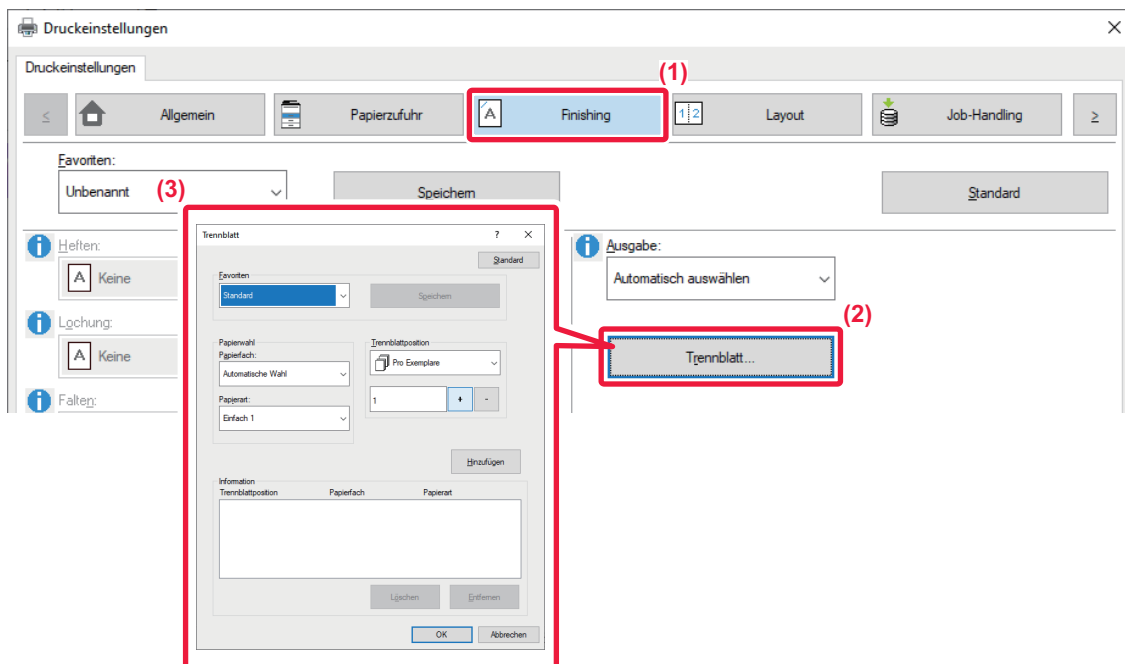 Druckeinstellungen
Druckeinstellungen
(1)
< Allgemein Papierzufuhr A Finishing 1 2 Layout Job-Handling >
Favoriten:
Unbenannt
(3)
Speichern
Standard
Heften:
A Keine
Lochung:
A Keine
Falten:
Trennblatt ?
Standard
Favoriten
Standard
Speichern
Papierwahl
Papierfach:
Automatische Wahl
Papierart:
Einfach 1
Trennblattposition
Pro Exemplare
1 + -
Hinzufügen
Information
Trennblattposition Papierfach Papierart
Löschen Entfernen
OK Abbrechen
Ausgabe:
Automatisch auswählen
(2)
Trennblatt...